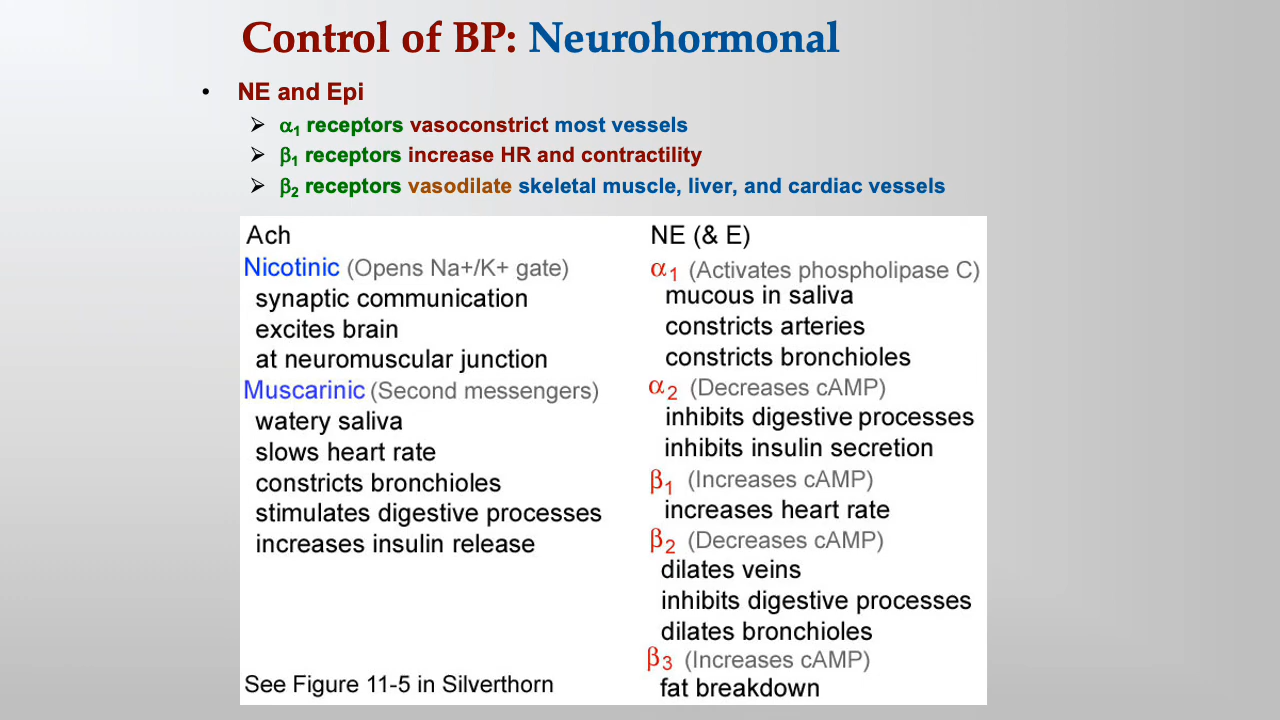 Control of BP: Neurohormonal
• NE and Epi
➢ α1 receptors vasoconstrict most vessels
➢ β1 receptors increase HR and contractility
➢ β2 receptors vasodilate skeletal muscle, liver, and cardiac vessels
Ach
Nicotinic (Opens Na+/K+ gate)
synaptic communication
excites brain
at neuromuscular junction
Muscarinic (Second messengers)
watery saliva
slows heart rate
constricts bronchioles
stimulates digestive processes
increases insulin release
See Figure 11-5 in Silverthorn
NE (& E)
α1 (Activates phospholipase C)
mucous in saliva
constricts arteries
constricts bronchioles
α2 (Decreases cAMP)
inhibits digestive processes
inhibits insulin secretion
β1 (Increases cAMP)
increases heart rate
β2 (Decreases cAMP)
dilates veins
inhibits digestive processes
dilates bronchioles
β3 (Increases cAMP)
fat breakdown